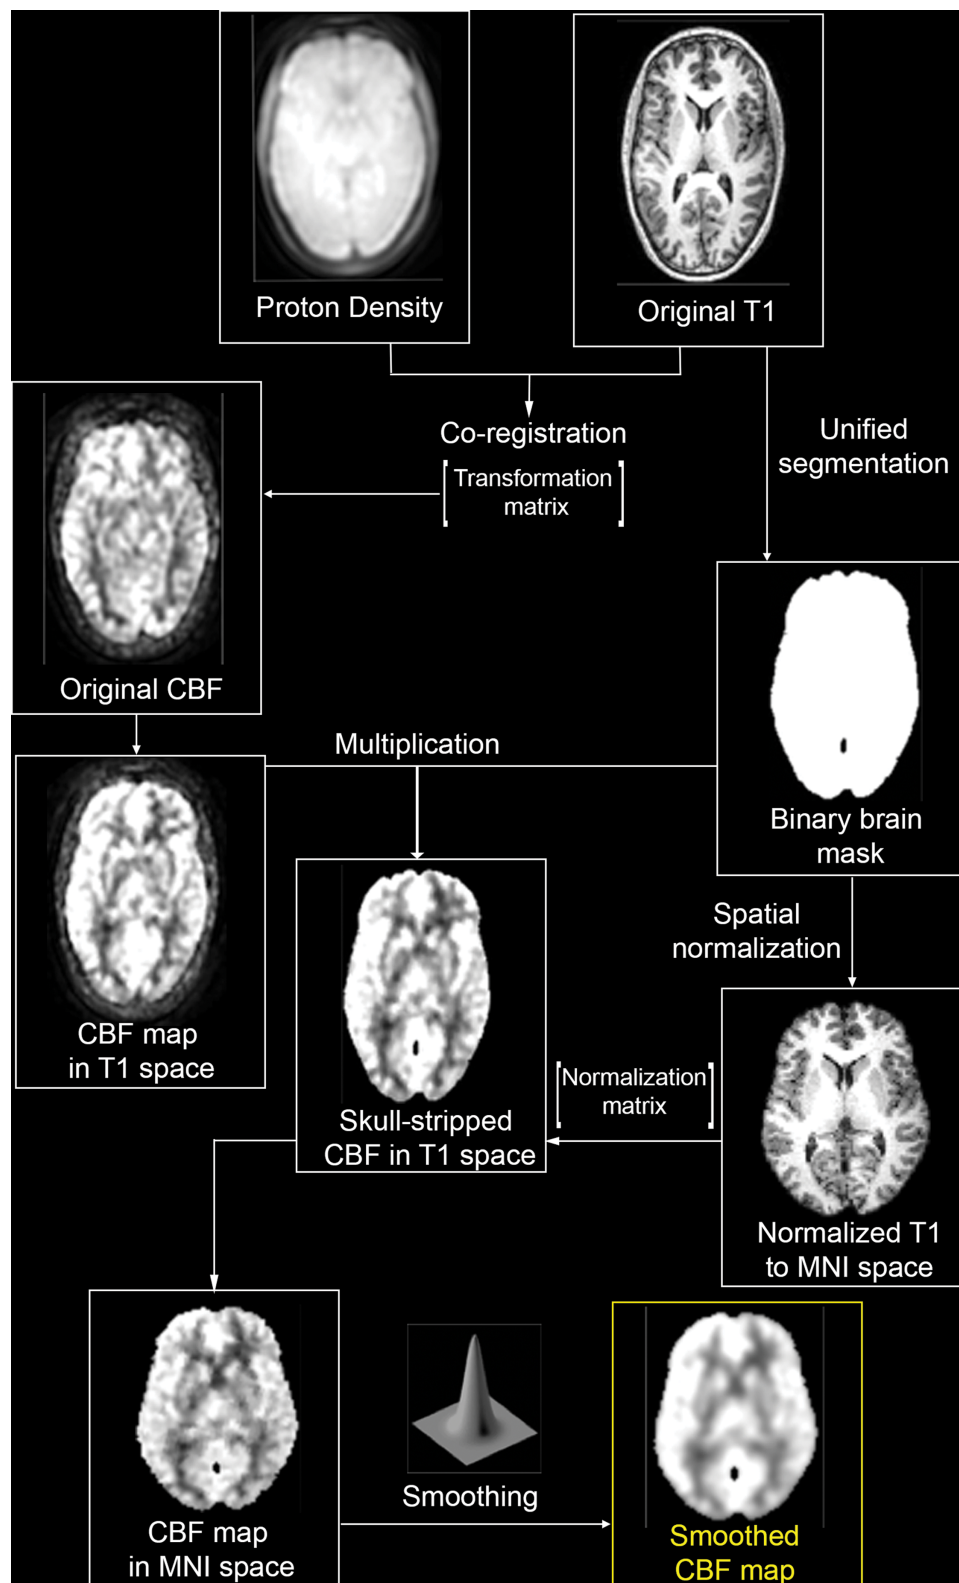 Proton Density
Original T1
Co-registration
Transformation
matrix
Unified
segmentation
Original CBF
Multiplication
Binary brain
mask
CBF map
in T1 space
Spatial
normalization
Skull-stripped
CBF in T1 space
Normalization
matrix
Normalized T1
to MNI space
CBF map
in MNI space
Smoothing
Smoothed
CBF map